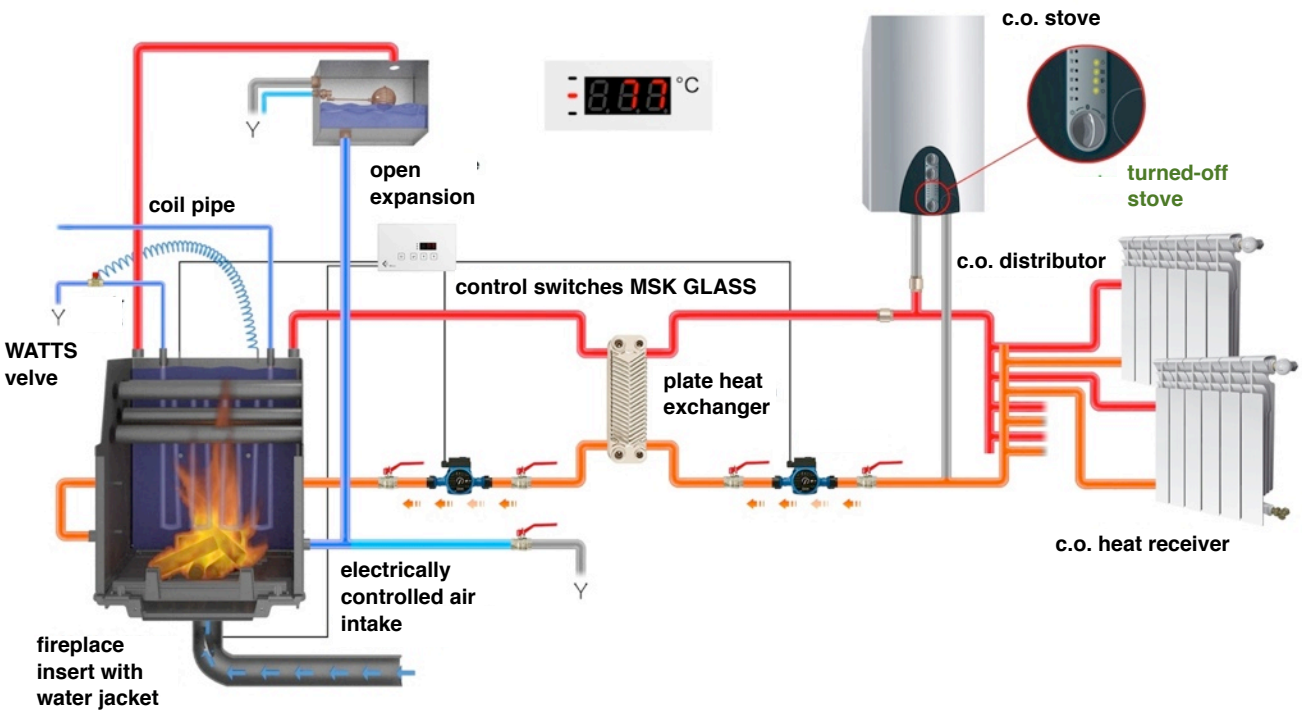 c.o. stove
77 °C
open
expansion
turned-off
stove
coil pipe
c.o. distributor
control switches MSK GLASS
Y
Y
WATTS
velve
plate heat
exchanger
c.o. heat receiver
electrically
controlled air
intake
Y
fireplace
insert with
water jacket